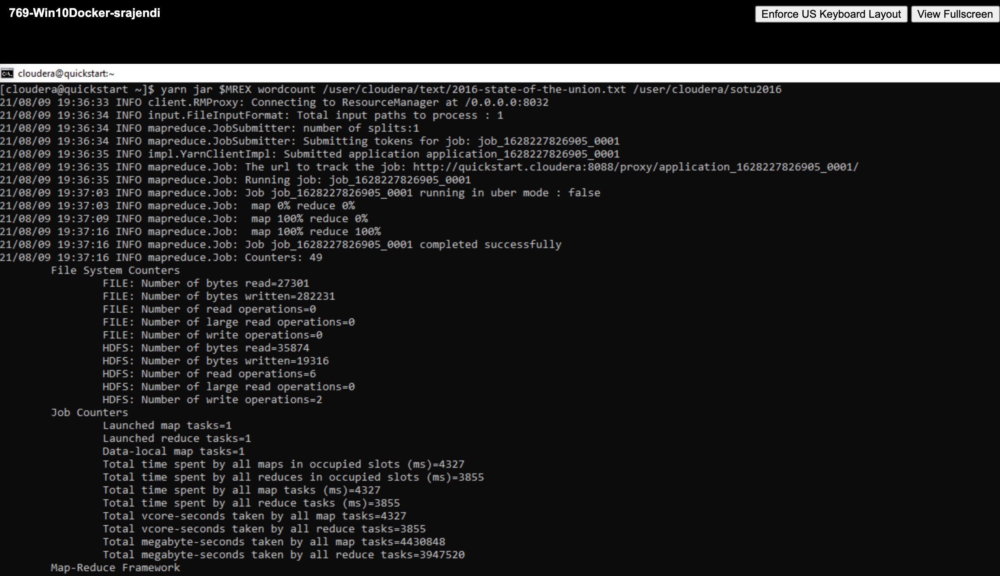 769-Win10Docker-srajendi
Enforce US Keyboard Layout
View Fullscreen
C:\.
cloudera@quickstart:~
[cloudera@quickstart ~]$ yarn jar $MREX wordcount /user/cloudera/text/2016-state-of-the-union.txt /user/cloudera/sotu2016
21/08/09 19:36:33 INFO client.RMProxy: Connecting to ResourceManager at /0.0.0.0:8032
21/08/09 19:36:34 INFO input.FileInputFormat: Total input paths to process : 1
21/08/09 19:36:34 INFO mapreduce.JobSubmitter: number of splits:1
21/08/09 19:36:34 INFO mapreduce.JobSubmitter: Submitting tokens for job: job_1628227826905_0001
21/08/09 19:36:35 INFO impl.YarnClientImpl: Submitted application application_1628227826905_0001
21/08/09 19:36:35 INFO mapreduce.Job: The url to track the job: http://quickstart.cloudera:8088/proxy/application_1628227826905_0001/
21/08/09 19:36:35 INFO mapreduce.Job: Running job: job_1628227826905_0001
21/08/09 19:37:03 INFO mapreduce.Job: Job job_1628227826905_0001 running in uber mode : false
21/08/09 19:37:03 INFO mapreduce.Job:  map 0% reduce 0%
21/08/09 19:37:09 INFO mapreduce.Job:  map 100% reduce 0%
21/08/09 19:37:16 INFO mapreduce.Job:  map 100% reduce 100%
21/08/09 19:37:16 INFO mapreduce.Job: Job job_1628227826905_0001 completed successfully
21/08/09 19:37:16 INFO mapreduce.Job: Counters: 49
File System Counters
FILE: Number of bytes read=27301
FILE: Number of bytes written=282231
FILE: Number of read operations=0
FILE: Number of large read operations=0
FILE: Number of write operations=0
HDFS: Number of bytes read=35874
HDFS: Number of bytes written=19316
HDFS: Number of read operations=6
HDFS: Number of large read operations=0
HDFS: Number of write operations=2
Job Counters
Launched map tasks=1
Launched reduce tasks=1
Data-local map tasks=1
Total time spent by all maps in occupied slots (ms)=4327
Total time spent by all reduces in occupied slots (ms)=3855
Total time spent by all map tasks (ms)=4327
Total time spent by all reduce tasks (ms)=3855
Total vcore-seconds taken by all map tasks=4327
Total vcore-seconds taken by all reduce tasks=3855
Total megabyte-seconds taken by all map tasks=4430848
Total megabyte-seconds taken by all reduce tasks=3947520
Map-Reduce Framework